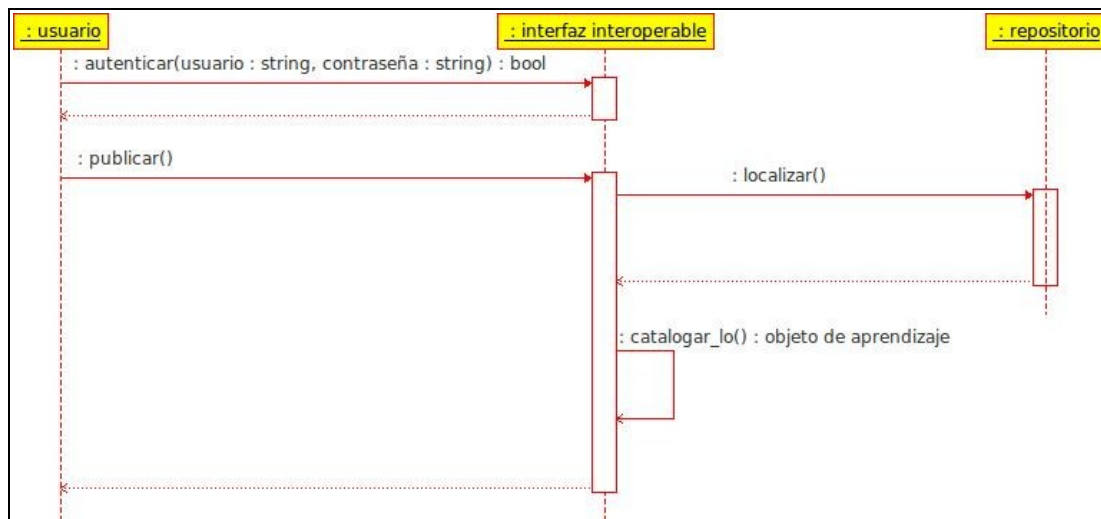 : usuario
: interfaz interoperable
: repositorio
: autenticar(usuario : string, contraseña : string) : bool
: publicar()
: localizar()
: catalogar_lo() : objeto de aprendizaje